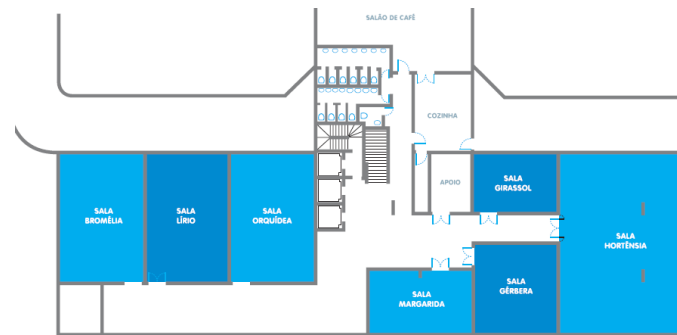 SALÃO DE CAFÉ
COZINHA
APOIO
SALA
GIRASSOL
SALA
BROMÉLIA
SALA
LÍRIO
SALA
ORQUÍDEA
SALA
HORTÊNSIA
SALA
GÉRBERA
SALA
MARGARIDA